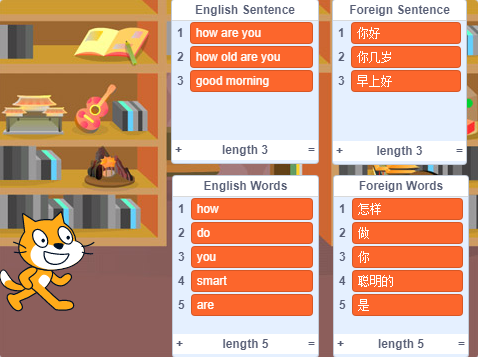 English Sentence
1 how are you
2 how old are you
3 good morning
+ length 3 =
Foreign Sentence
1 你好
2 你几岁
3 早上好
+ length 3 =
English Words
1 how
2 do
3 you
4 smart
5 are
+ length 5 =
Foreign Words
1 怎样
2 做
3 你
4 聪明的
5 是
+ length 5 =